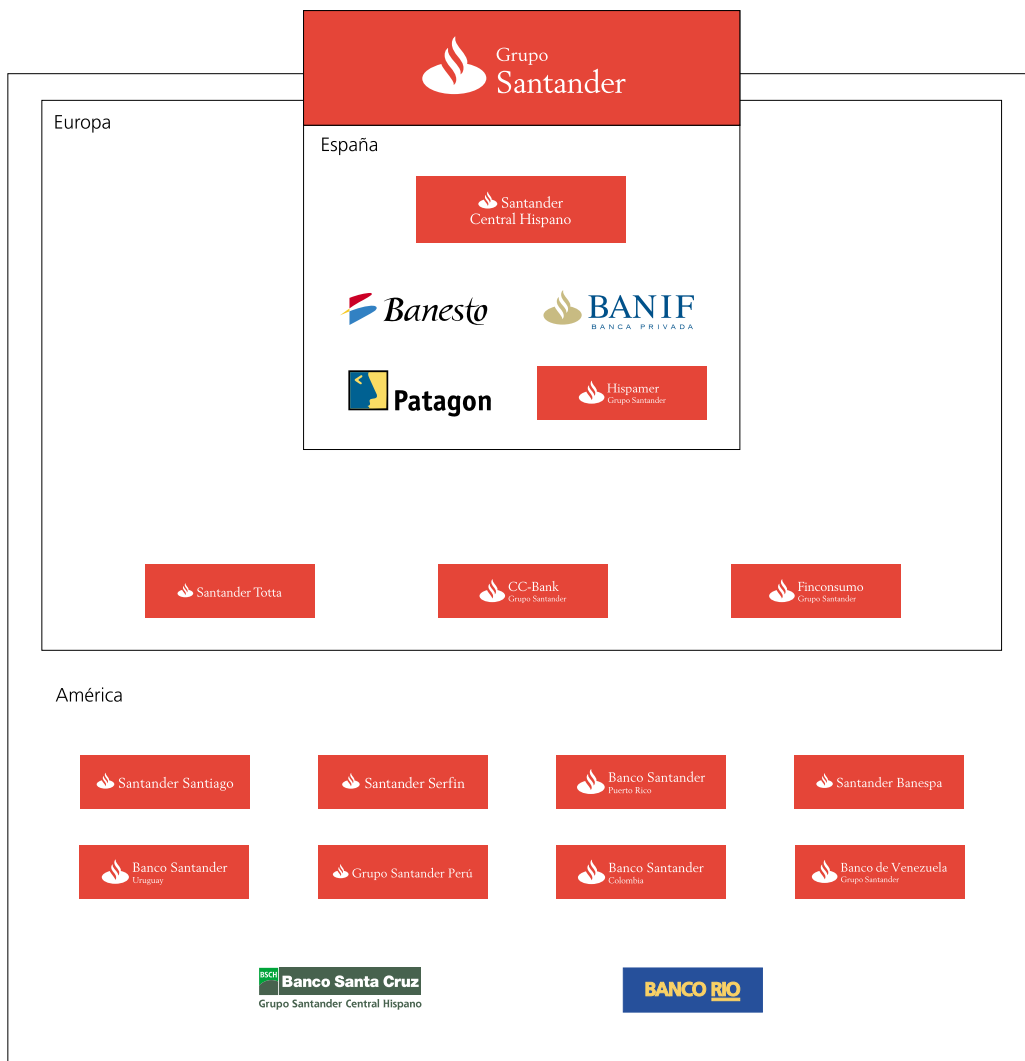 Grupo
Santander
Europa
España
Santander
Central Hispano
Banesto
BANIF
BANCA PRIVADA
Patagon
Hispamer
Grupo Santander
Santander Totta
CC-Bank
Grupo Santander
Finconsumo
Grupo Santander
América
Santander Santiago
Santander Serfin
Banco Santander
Puerto Rico
Santander Banespa
Banco Santander
Uruguay
Grupo Santander Perú
Banco Santander
Colombia
Banco de Venezuela
Grupo Santander
BSCH Banco Santa Cruz
Grupo Santander Central Hispano
BANCO RIO